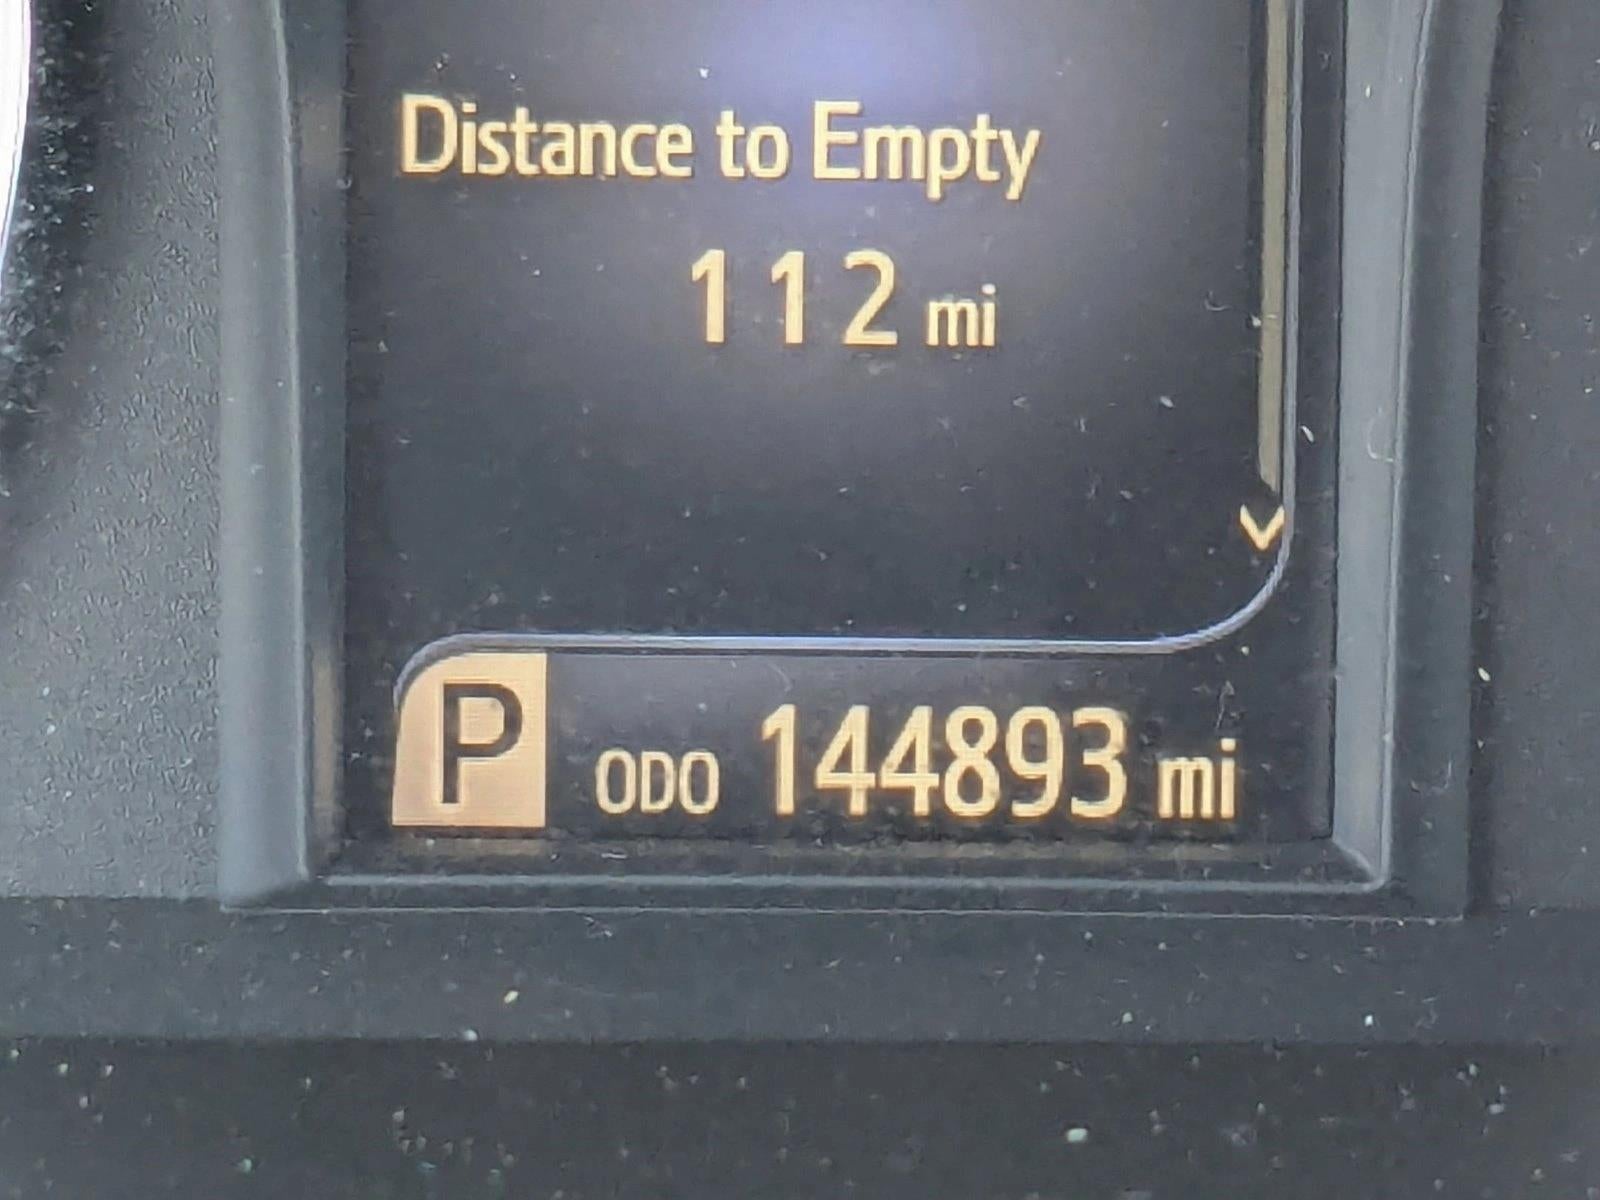 Distance to Empty
112 mi
P ODO 144893 mi